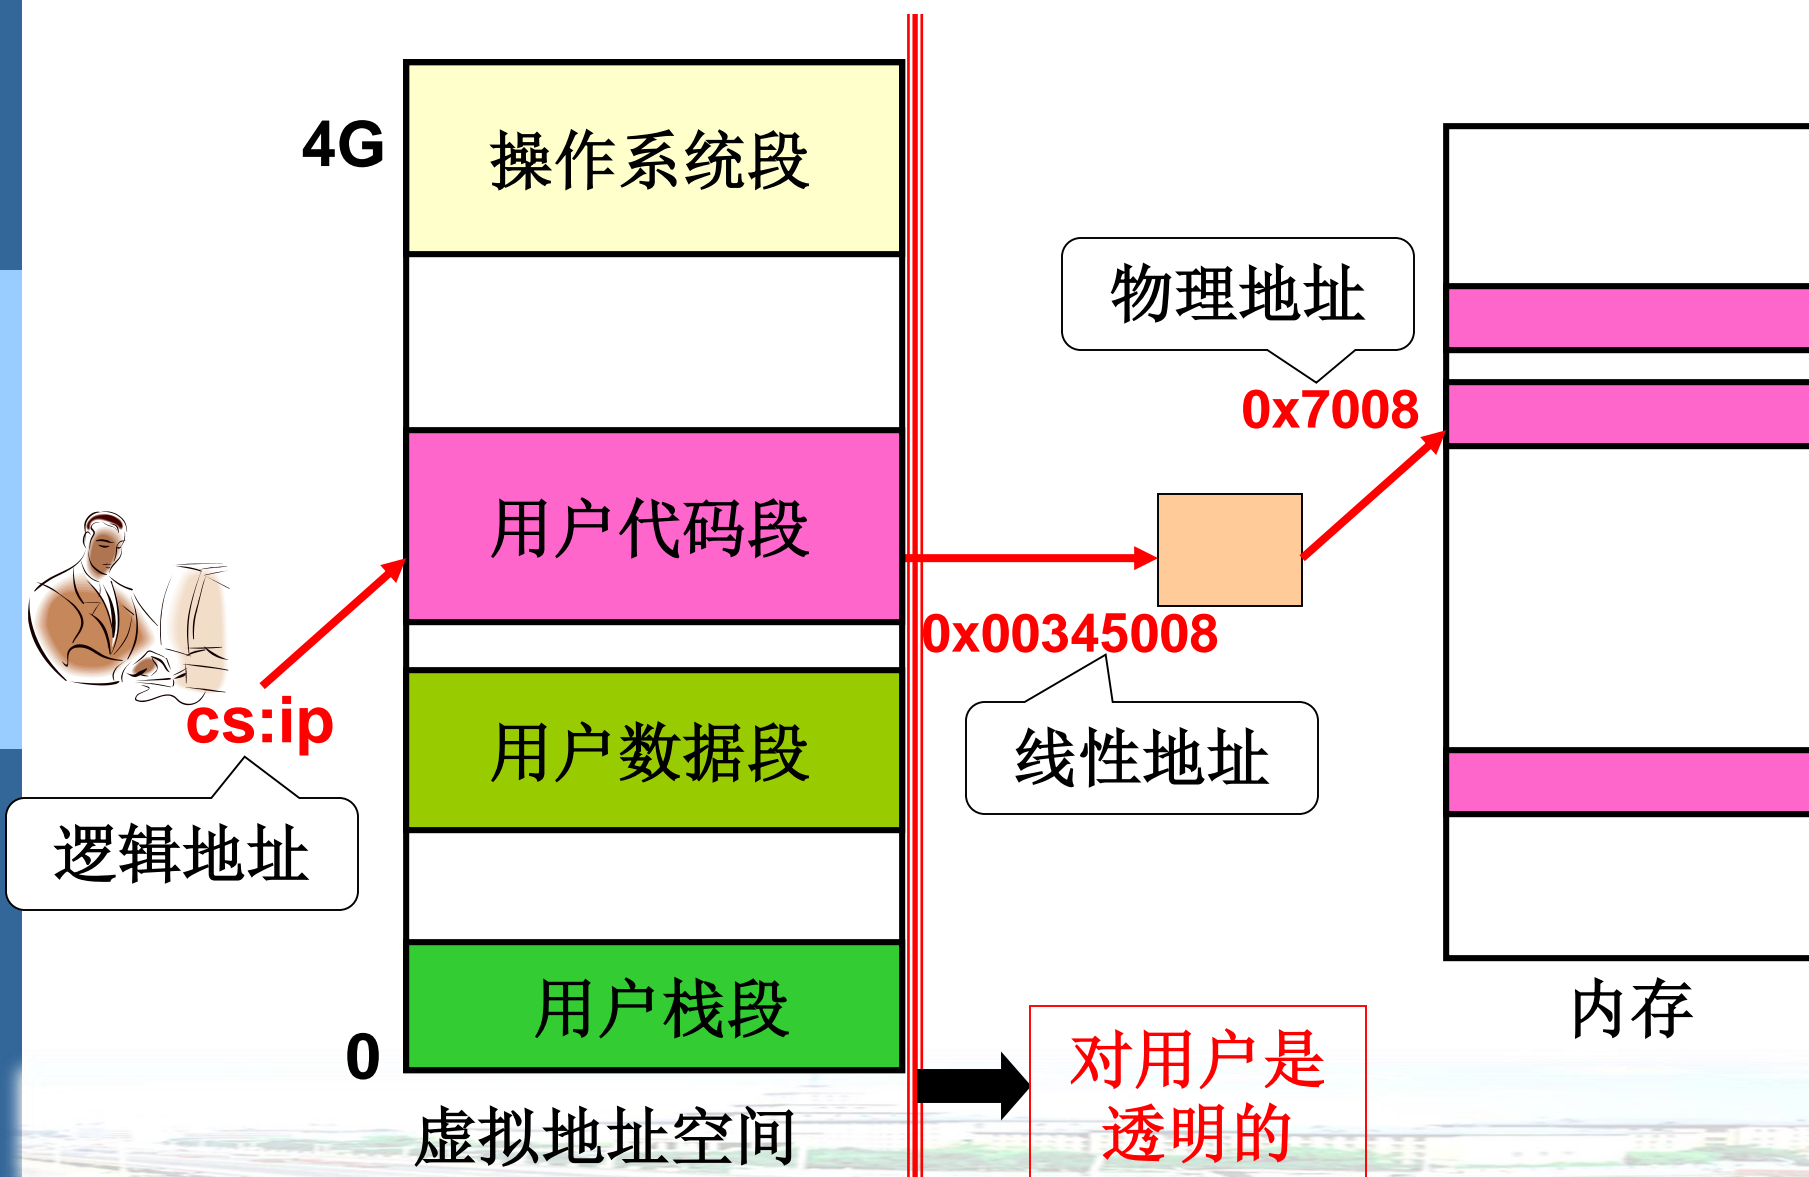 4G
操作系统段
物理地址
0x7008
用户代码段
0x00345008
cs:ip
用户数据段
线性地址
逻辑地址
用户栈段
内存
0
对用户是
透明的
虚拟地址空间